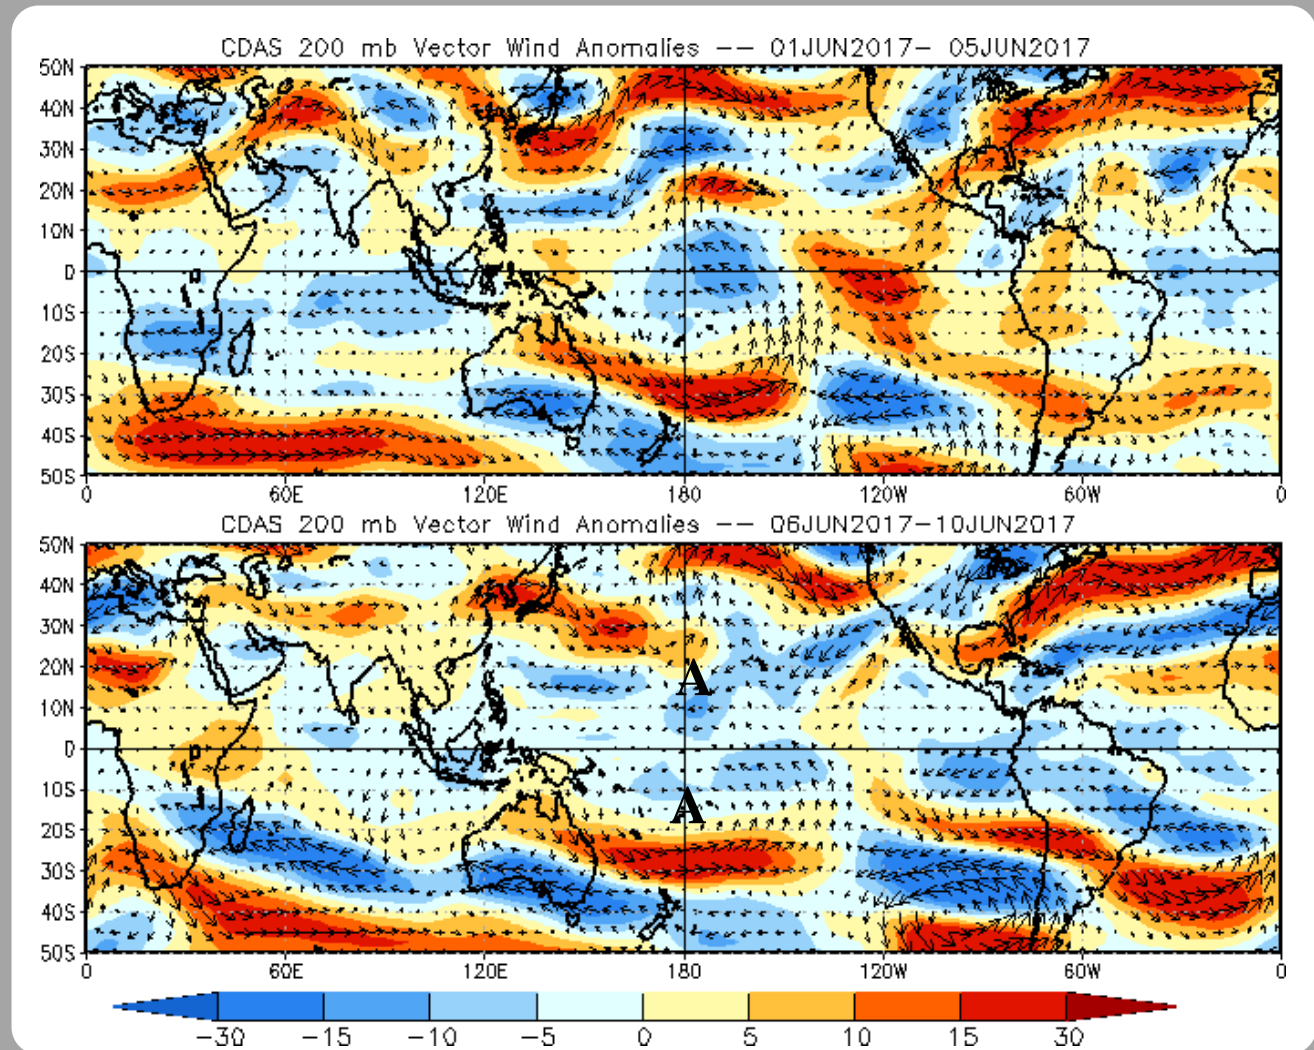 CDAS 200 mb Vector Wind Anomalies -- 01JUN2017- 05JUN2017
50N
40N
30N
20N
10N
0
10S
20S
30S
40S
50S
0 60E 120E 180 120W 60W 0
CDAS 200 mb Vector Wind Anomalies -- 06JUN2017-10JUN2017
50N
40N
30N
20N
A
10N
0
10S
A
20S
30S
40S
50S
0 60E 120E 180 120W 60W 0
-30 -15 -10 -5 0 5 10 15 30